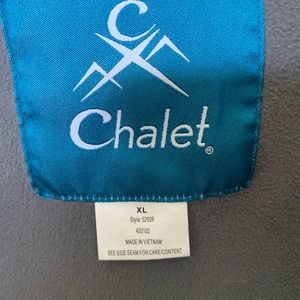 C
Chalet®
XL
Style: 5200R
420102
MADE IN VIETNAM
SEE SIDE SEAM FOR CARE/CONTENT